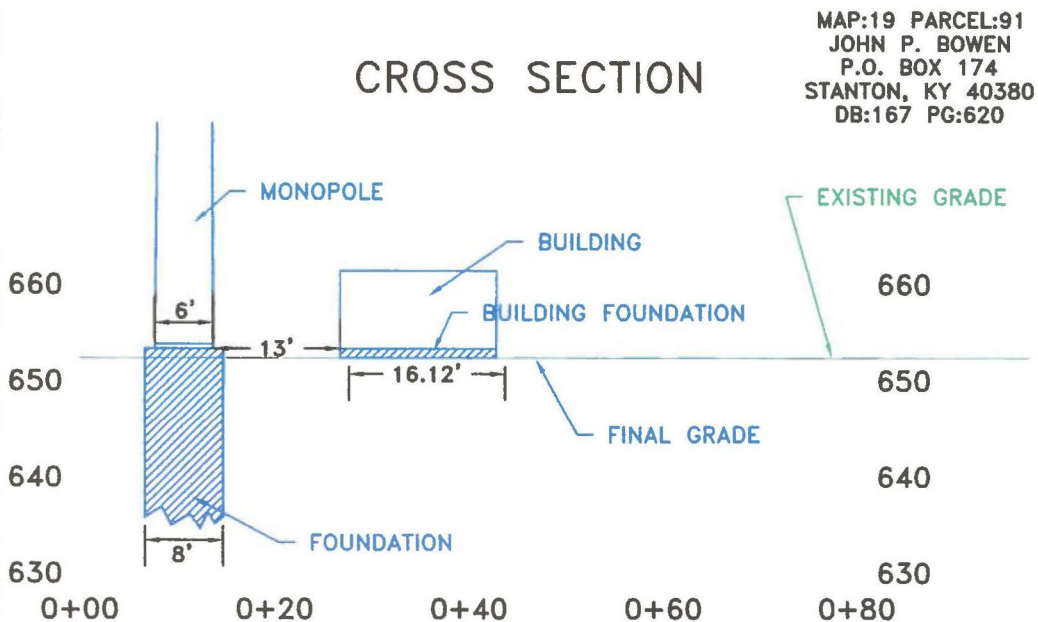 MAP:19 PARCEL:91
JOHN P. BOWEN
P.O. BOX 174
STANTON, KY 40380
DB:167 PG:620
CROSS SECTION
MONOPOLE
EXISTING GRADE
BUILDING
660
660
6'
BUILDING FOUNDATION
13'
650
16.12'
650
FINAL GRADE
640
640
FOUNDATION
8'
630
630
0+00
0+20
0+40
0+60
0+80